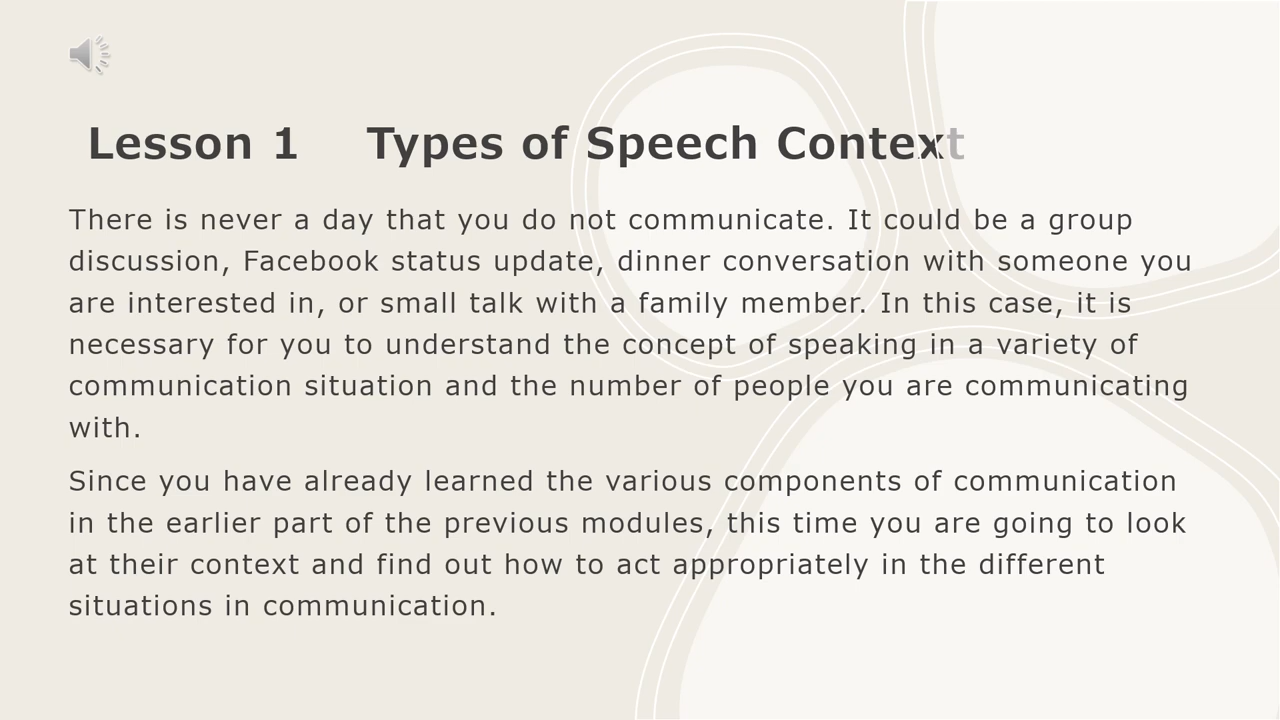 Lesson 1 Types of Speech Context
There is never a day that you do not communicate. It could be a group
discussion, Facebook status update, dinner conversation with someone you
are interested in, or small talk with a family member. In this case, it is
necessary for you to understand the concept of speaking in a variety of
communication situation and the number of people you are communicating
with.
Since you have already learned the various components of communication
in the earlier part of the previous modules, this time you are going to look
at their context and find out how to act appropriately in the different
situations in communication.